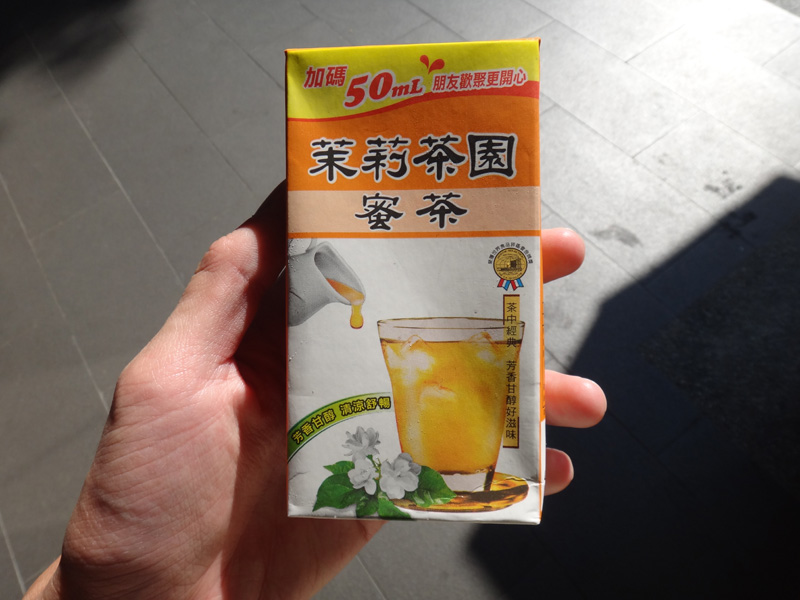 加碼 50mL 朋友歡聚更開心
茉莉茶園
蜜茶
茶中經典 芳香甘醇好滋味
芳香甘醇 清涼舒暢